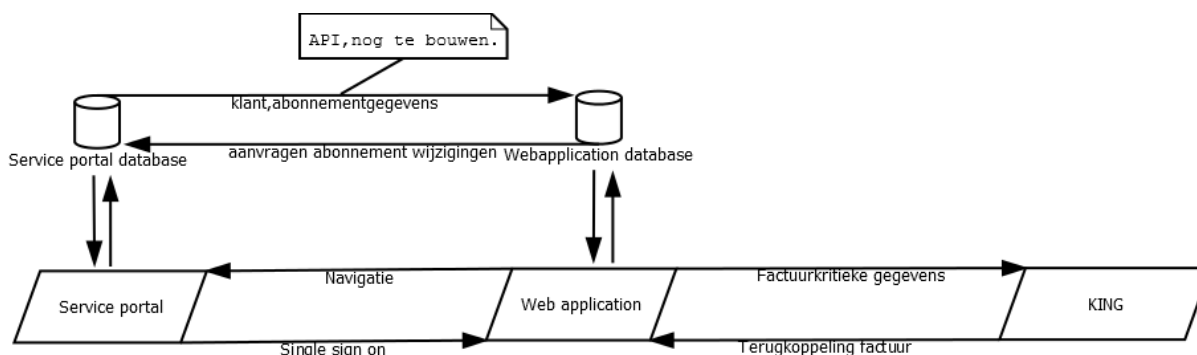 API,nog te bouwen.
klant,abonnementgegevens
aanvragen abonnement wijzigingen
Service portal database
Webapplication database
Navigatie
Factuurkritieke gegevens
Service portal
Web application
KING
Single sign on
Terugkoppeling factuur